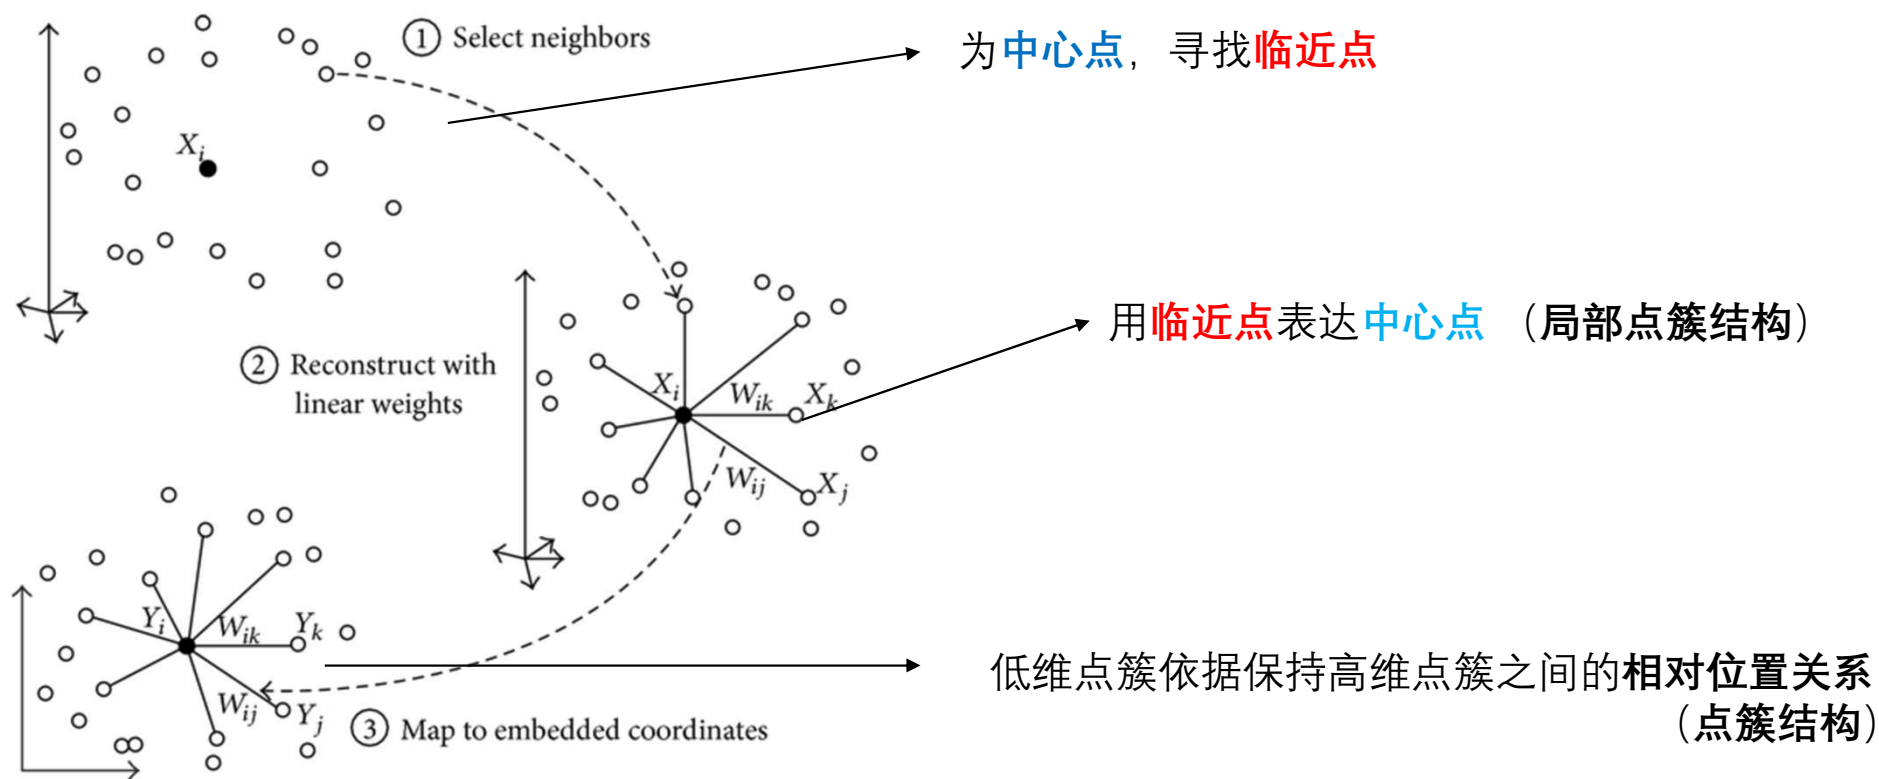 ① Select neighbors
为中心点，寻找临近点
X_i
② Reconstruct with
linear weights
用临近点表达中心点（局部点簇结构）
X_i
W_ik
X_k
W_ij
X_j
Y_i
W_ik
Y_k
W_ij
Y_j
③ Map to embedded coordinates
低维点簇依据保持高维点簇之间的相对位置关系
（点簇结构）